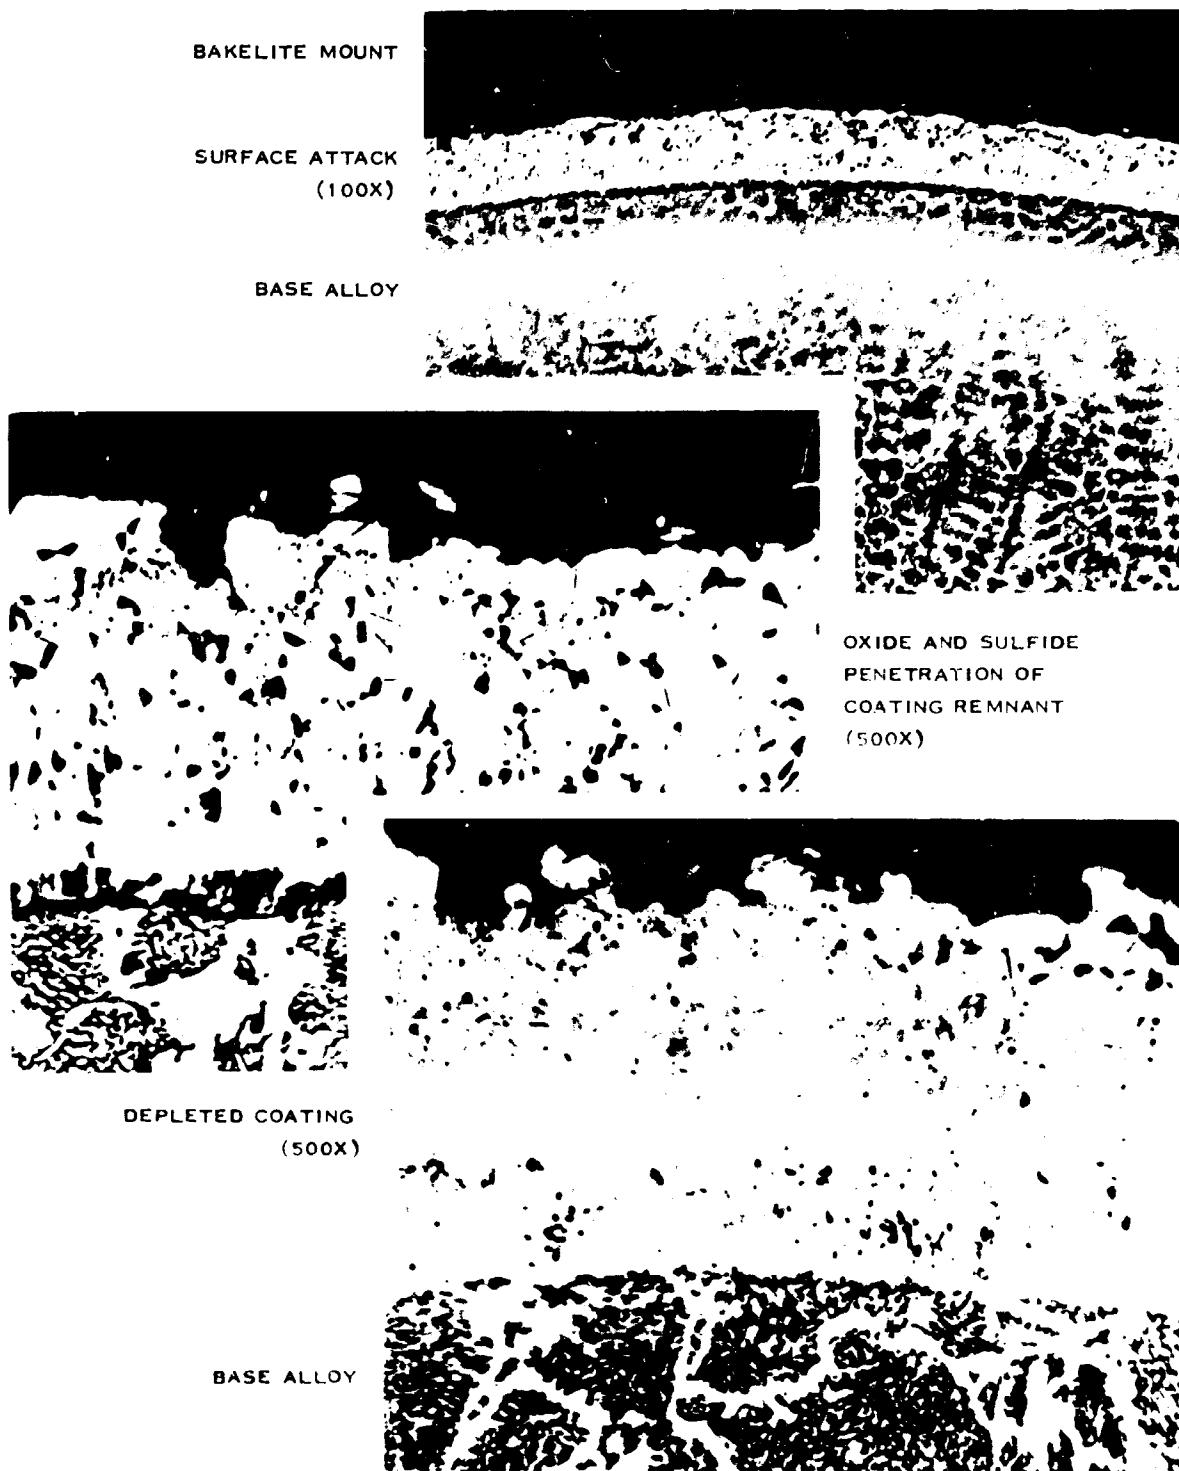 BAKELITE MOUNT
SURFACE ATTACK
(100X)
BASE ALLOY
OXIDE AND SULFIDE
PENETRATION OF
COATING REMNANT
(500X)
DEPLETED COATING
(500X)
BASE ALLOY